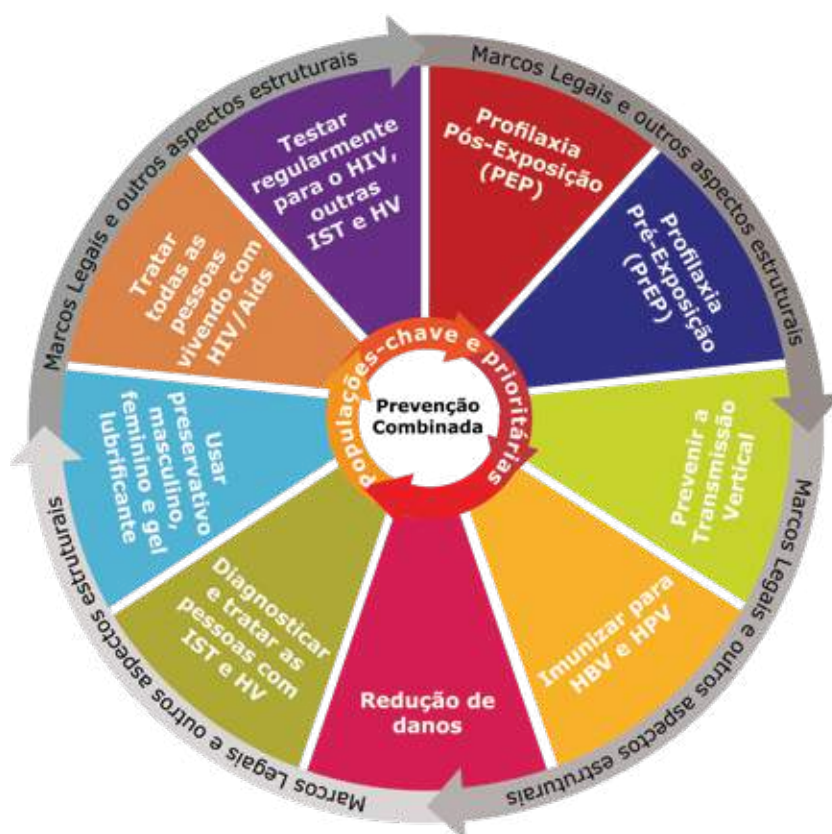 Marcos Legais e outros aspectos estruturais
Marcos Legais e outros aspectos estruturais
Marcos Legais e outros aspectos estruturais
Marcos Legais e outros aspectos estruturais
Profilaxia
Pós-Exposição
(PEP)
Profilaxia
Pré-Exposição
(PrEP)
Prevenir a
Transmissão
Vertical
Imunizar para
HBV e HPV
Redução de
danos
Diagnosticar
e tratar as
pessoas com
IST e HV
Usar
preservativo
masculino,
feminino e gel
lubrificante
Tratar
todas as
pessoas
vivendo com
HIV/Aids
Testar
regularmente
para o HIV,
outras
IST e HV
Populações-chave e prioritárias
Prevenção
Combinada